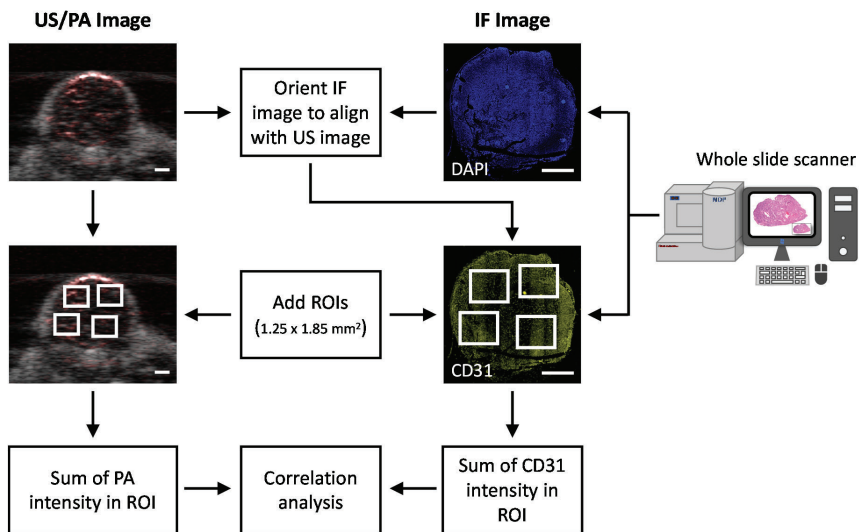 US/PA Image
IF Image
Orient IF
image to align
with US image
DAPI
Whole slide scanner
NDP
Add ROIs
(1.25 x 1.85 mm²)
CD31
Sum of PA
intensity in ROI
Correlation
analysis
Sum of CD31
intensity in
ROI